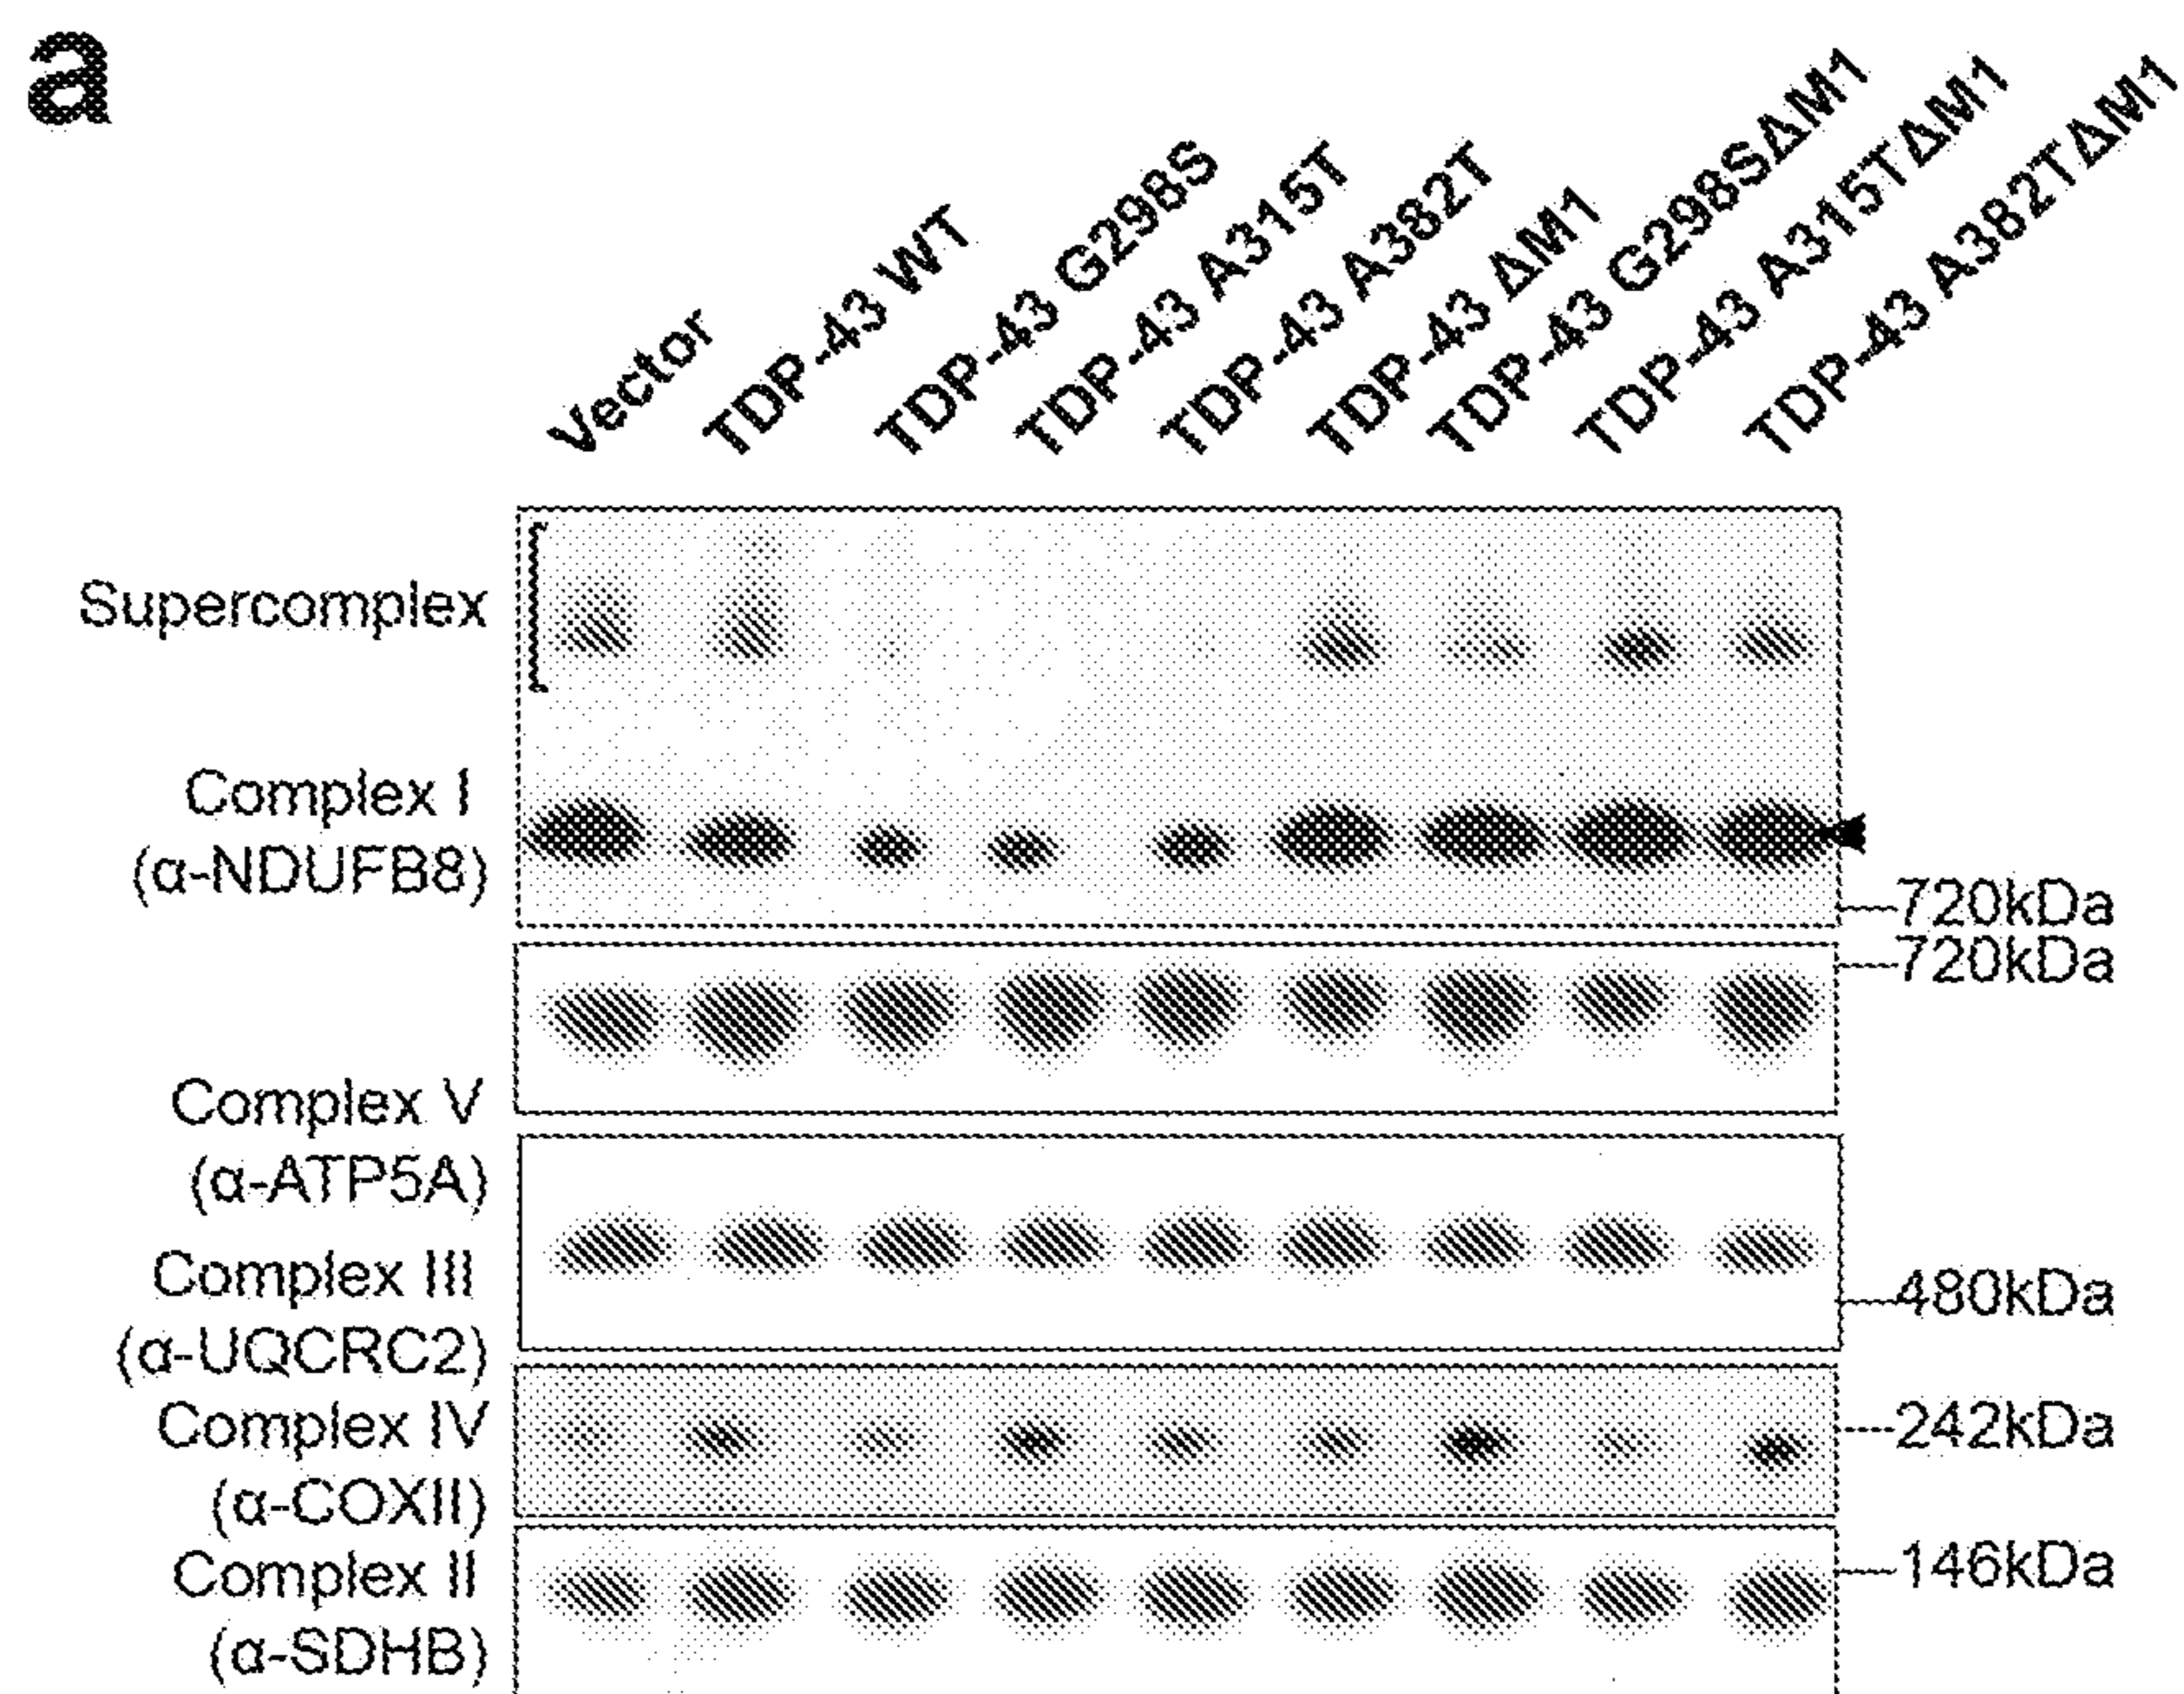 a
Vector
TDP-43 WT
TDP-43 G298S
TDP-43 A315T
TDP-43 A382T
TDP-43 ΔM1
TDP-43 G298SΔM1
TDP-43 A315TΔM1
TDP-43 A382TΔM1
Supercomplex
Complex I
(α-NDUFB8)
720kDa
720kDa
Complex V
(α-ATP5A)
Complex III
480kDa
(α-UQCRC2)
Complex IV
242kDa
(α-COXII)
Complex II
146kDa
(α-SDHB)